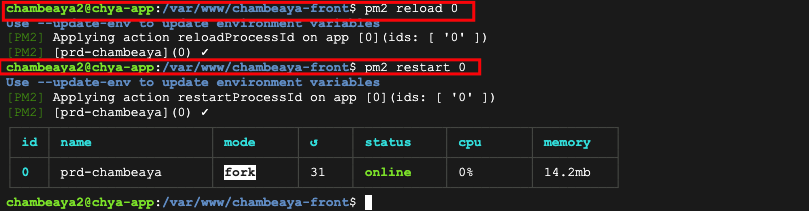 chambeaya2@chya-app:/var/www/chambeaya-front$ pm2 reload 0
Use --update-env to update environment variables
[PM2] Applying action reloadProcessId on app [0](ids: [ '0' ])
[PM2] [prd-chambeaya](0) ✓
chambeaya2@chya-app:/var/www/chambeaya-front$ pm2 restart 0
Use --update-env to update environment variables
[PM2] Applying action restartProcessId on app [0](ids: [ '0' ])
[PM2] [prd-chambeaya](0) ✓
id name mode ↺ status cpu memory
0 prd-chambeaya fork 31 online 0% 14.2mb
chambeaya2@chya-app:/var/www/chambeaya-front$